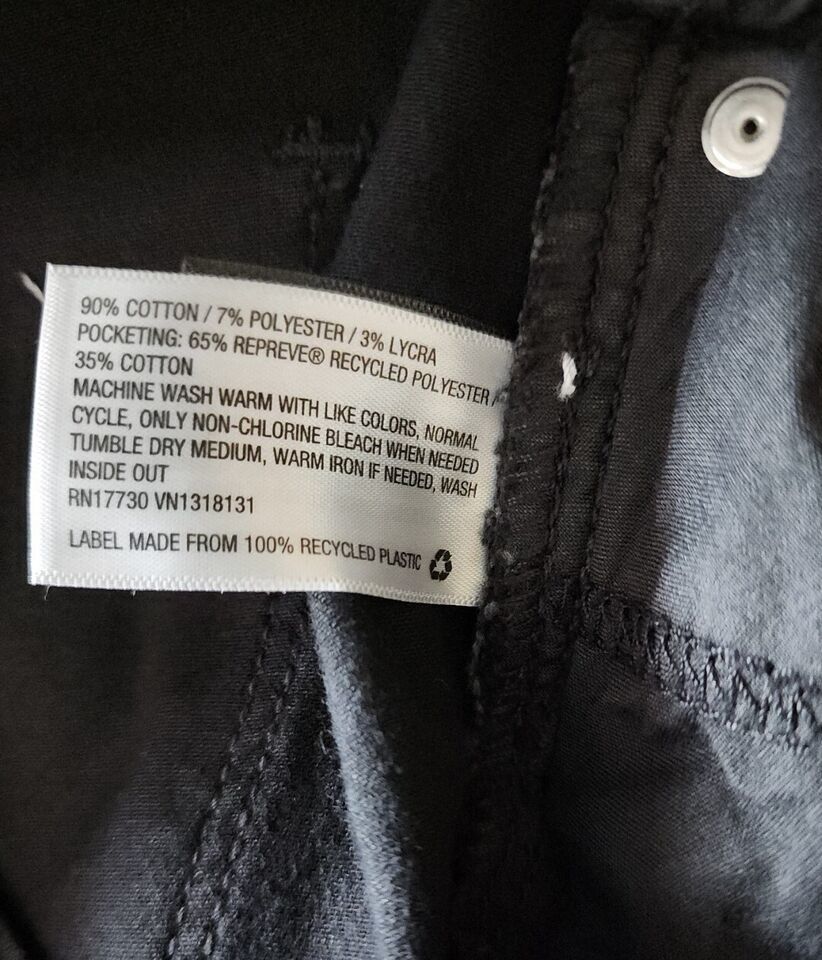 90% COTTON / 7% POLYESTER / 3% LYCRA
POCKETING: 65% REPREVE® RECYCLED POLYESTER /
35% COTTON
MACHINE WASH WARM WITH LIKE COLORS, NORMAL
CYCLE, ONLY NON-CHLORINE BLEACH WHEN NEEDED
TUMBLE DRY MEDIUM, WARM IRON IF NEEDED, WASH
INSIDE OUT
RN17730 VN1318131
LABEL MADE FROM 100% RECYCLED PLASTIC